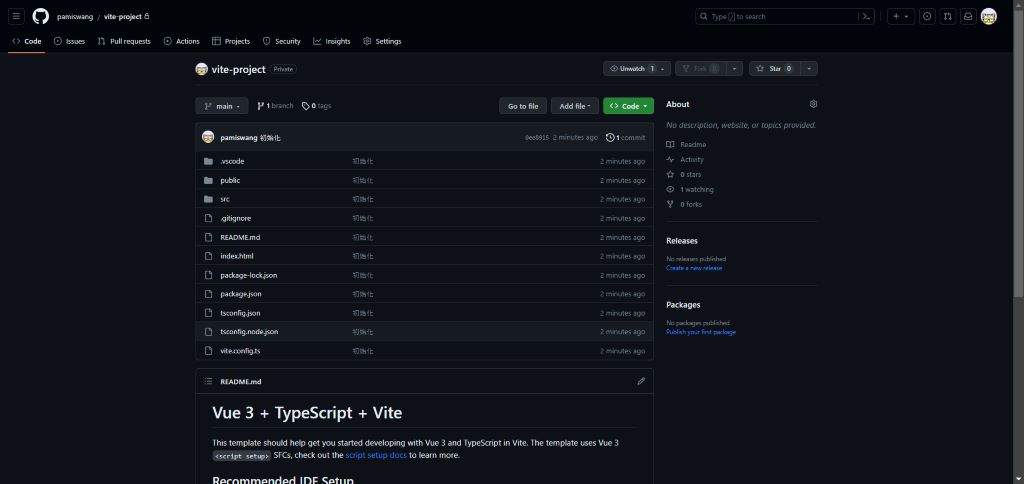 pamiswang / vite-project
Type / to search
Code
Issues
Pull requests
Actions
Projects
Security
Insights
Settings
vite-project Private
Unwatch 1
Fork 0
Star 0
main
1 branch
0 tags
Go to file
Add file
Code
pamiswang 初始化
0ee8915 2 minutes ago
1 commit
.vscode 初始化 2 minutes ago
public 初始化 2 minutes ago
src 初始化 2 minutes ago
.gitignore 初始化 2 minutes ago
README.md 初始化 2 minutes ago
index.html 初始化 2 minutes ago
package-lock.json 初始化 2 minutes ago
package.json 初始化 2 minutes ago
tsconfig.json 初始化 2 minutes ago
tsconfig.node.json 初始化 2 minutes ago
vite.config.ts 初始化 2 minutes ago
README.md
Vue 3 + TypeScript + Vite
This template should help get you started developing with Vue 3 and TypeScript in Vite. The template uses Vue 3
<script setup> SFCs, check out the script setup docs to learn more.
Recommended IDE Setup
About
No description, website, or topics provided.
Readme
Activity
0 stars
1 watching
0 forks
Releases
No releases published
Create a new release
Packages
No packages published
Publish your first package